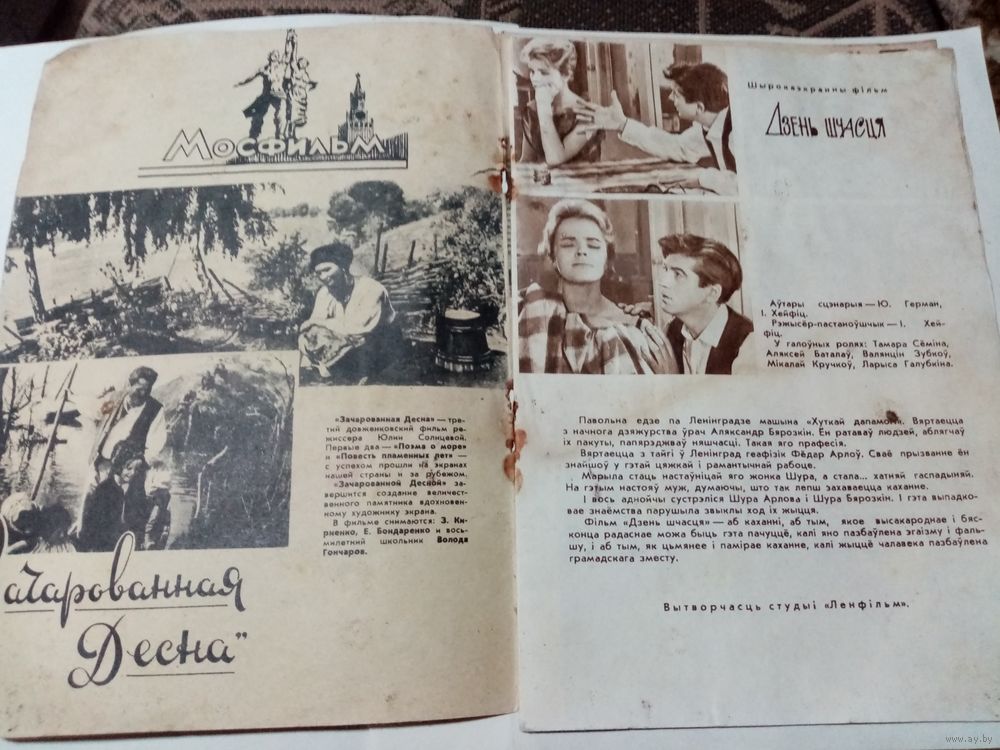 Мосфильм
«Зачарованная Десна» — тре-
тий довженковский фильм ре-
жиссера Юлии Солнцевой.
Первые два — «Поэма о море»
и «Повесть пламенных лет» —
с успехом прошли на экранах
нашей страны и за рубежом.
«Зачарованной Десной» за-
вершится создание величест-
венного памятника вдохновен-
ному художнику экрана.
В фильме снимаются: З. Ки-
риенко, Е. Бондаренко и вось-
милетний школьник Володя
Гончаров.
ачарованная
Десна"
Шырокаэкранны фільм
Дзень шчасця
Аўтары сцэнарыя — Ю. Герман,
І. Хейфіц.
Рэжысёр-пастаноўшчык — І. Хей-
фіц.
У галоўных ролях: Тамара Сёміна,
Аляксей Баталаў, Валянцін Зубкоў,
Мікалай Кручкоў, Ларыса Галубкіна.
Павольна едзе па Ленінградзе машына «Хуткай дапамогі». Вяртаецца
з начнога дзяжурства ўрач Аляксандр Бярозкін. Ён ратаваў людзей, аблягчаў
іх пакуты, папярэджваў няшчасці. Такая яго прафесія.
Вяртаецца з тайгі ў Ленінград геафізік Фёдар Арлоў. Сваё прызванне ён
знайшоў у гэтай цяжкай і рамантычнай рабоце.
Марыла стаць настаўніцай яго жонка Шура, а стала... хатняй гаспадыняй.
На гэтым настояў муж, думаючы, што так лепш захаваецца каханне.
І вось аднойчы сустрэліся Шура Арлова і Шура Бярозкін. І гэта выпадко-
вае знаёмства парушыла звыклы ход іх жыцця.
Фільм «Дзень шчасця» — аб каханні, аб тым, якое высакароднае і бяс-
конца радаснае можа быць гэта пачуццё, калі яно пазбаўлена эгаізму і фаль-
шу, і аб тым, як цьмянее і памірае каханне, калі жыццё чалавека пазбаўлена
грамадскага зместу.
Вытворчасць студыі «Ленфільм».
www.ay.by